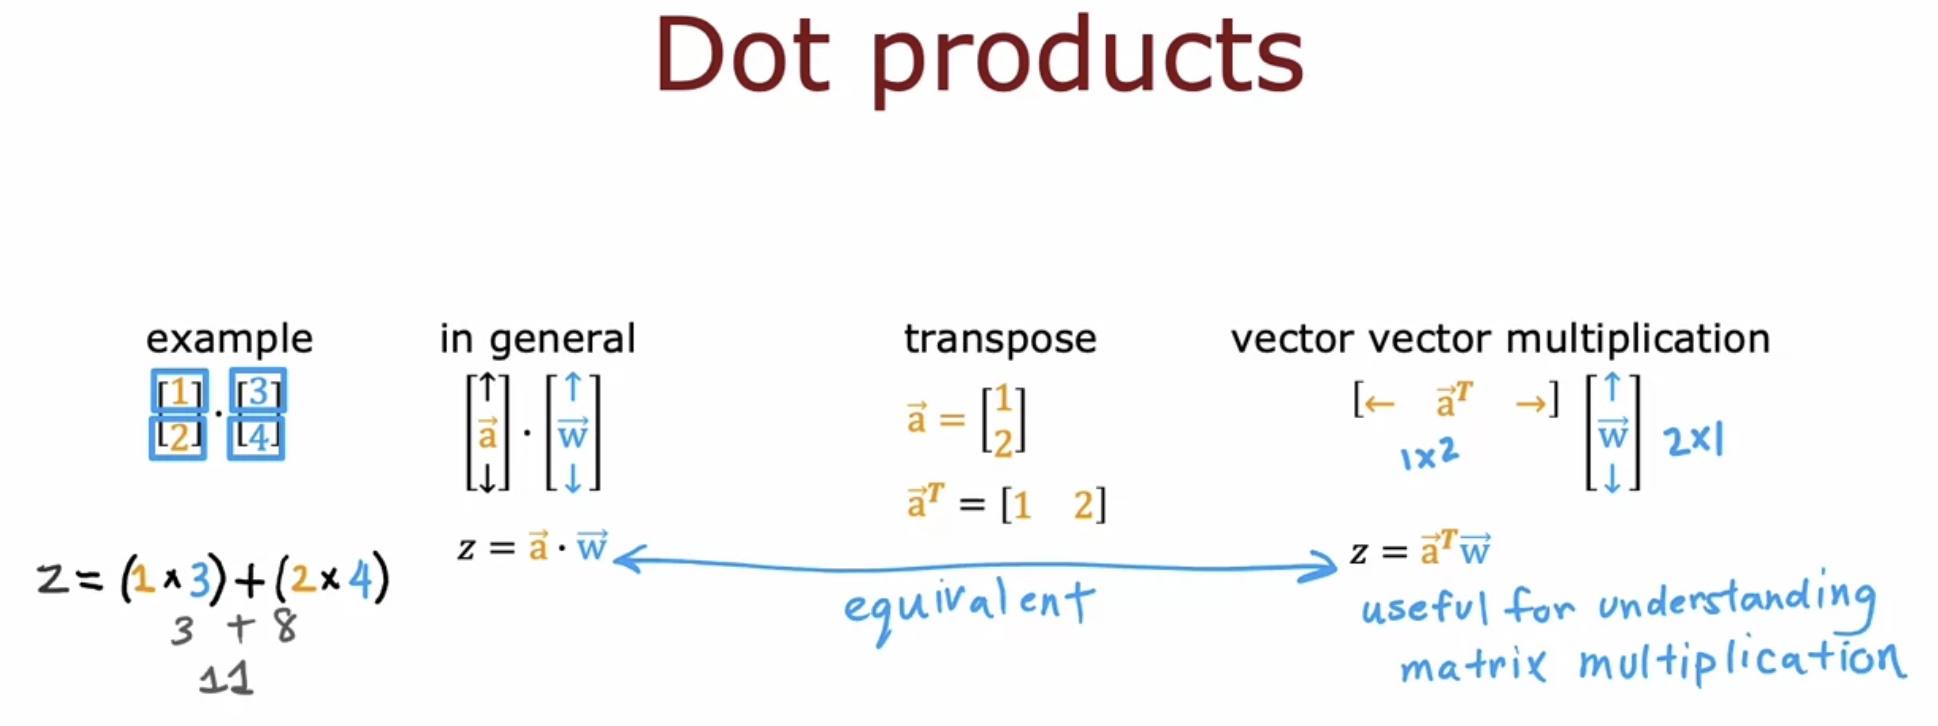 Dot products
example
[1]
[2]
·
[3]
[4]
z = (1 × 3) + (2 × 4)
3 + 8
11
in general
[↑ a⃗ ↓] · [↑ w⃗ ↓]
z = a⃗ · w⃗
equivalent
transpose
a⃗ = [1
2]
a⃗ᵀ = [1 2]
vector vector multiplication
[← a⃗ᵀ →] [↑ w⃗ ↓]
1x2
2x1
z = a⃗ᵀw⃗
useful for understanding
matrix multiplication